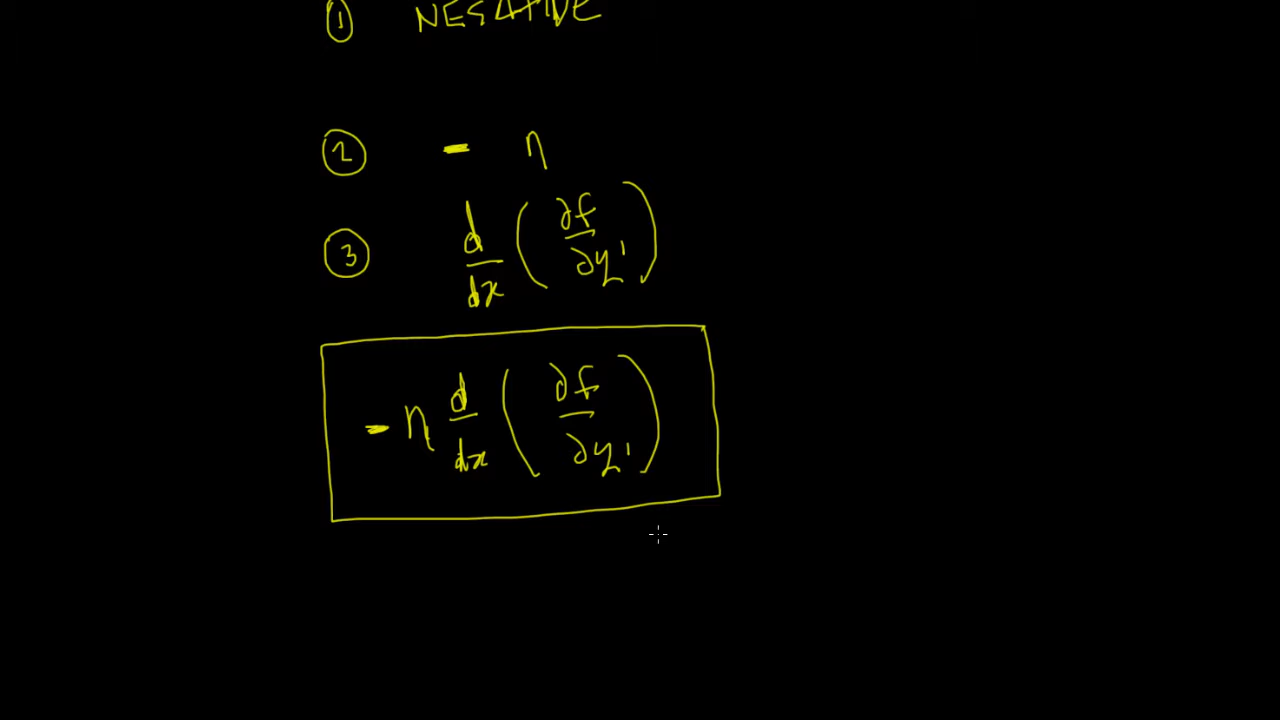 ① NEGATIVE
② - η
③ d/dx (∂f/∂y')
- η d/dx (∂f/∂y')